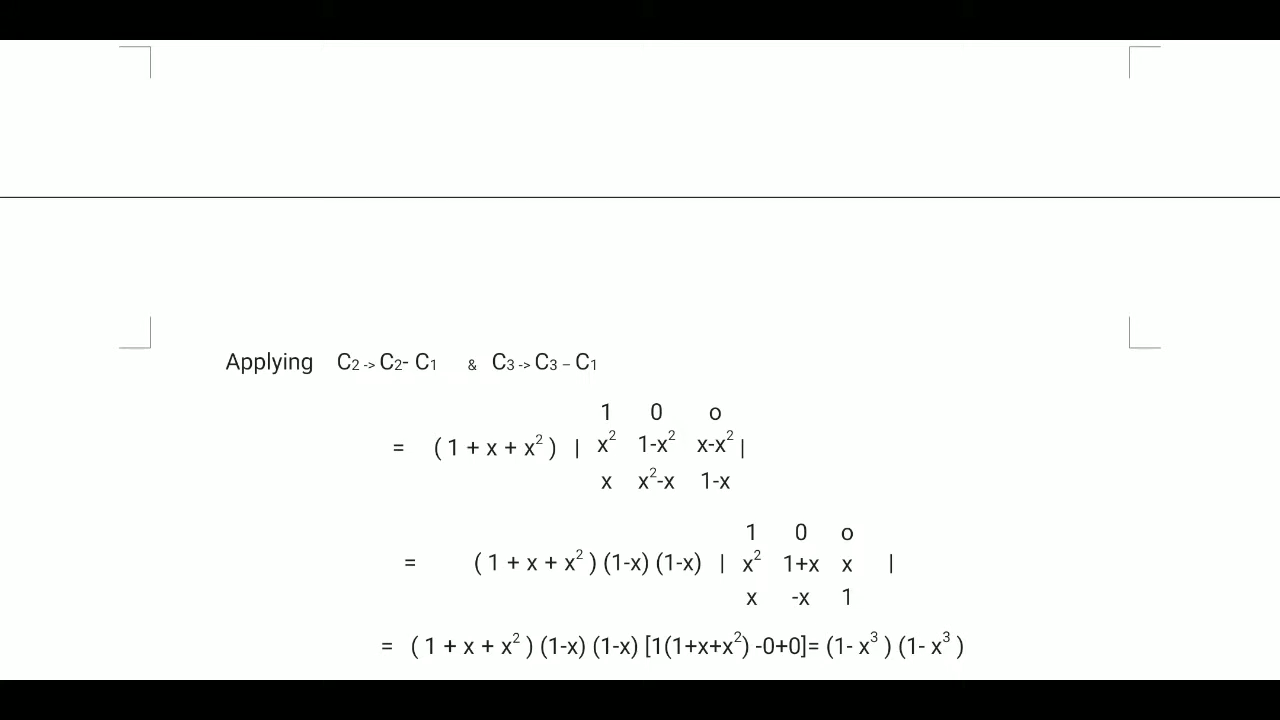 Applying C2 -> C2- C1 & C3 -> C3 – C1
1 0 o
= ( 1 + x + x² ) | x² 1-x² x-x² |
x x²-x 1-x
1 0 o
= ( 1 + x + x² ) (1-x) (1-x) | x² 1+x x |
x -x 1
= ( 1 + x + x² ) (1-x) (1-x) [1(1+x+x²) -0+0]= (1- x³ ) (1- x³ )